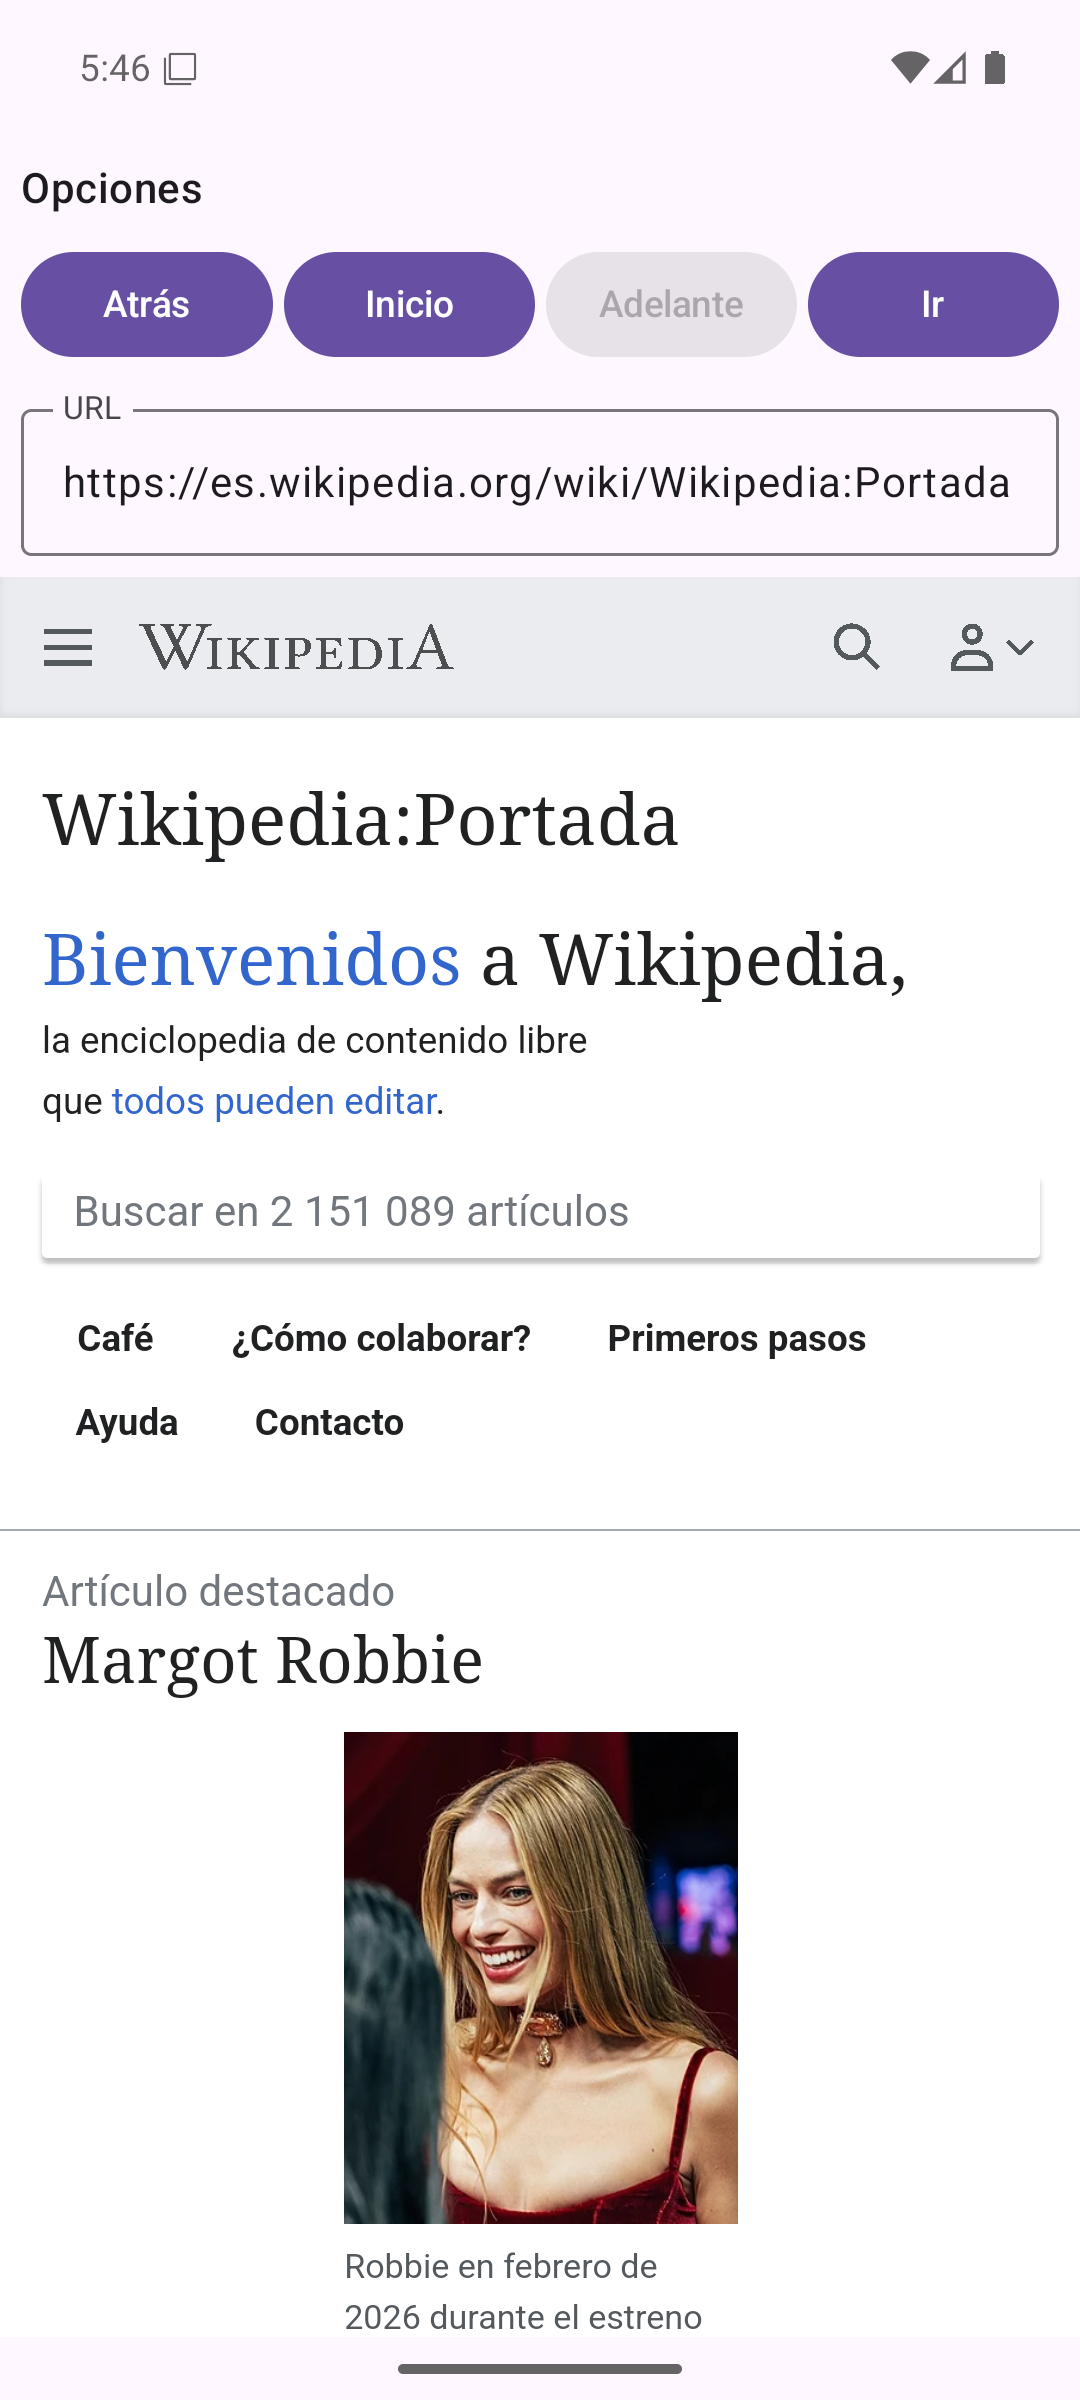 5:46
Opciones
Atrás Inicio Adelante Ir
URL
https://es.wikipedia.org/wiki/Wikipedia:Portada
WIKIPEDIA
Wikipedia:Portada
Bienvenidos a Wikipedia,
la enciclopedia de contenido libre
que todos pueden editar.
Buscar en 2 151 089 artículos
Café ¿Cómo colaborar? Primeros pasos
Ayuda Contacto
Artículo destacado
Margot Robbie
Robbie en febrero de
2026 durante el estreno